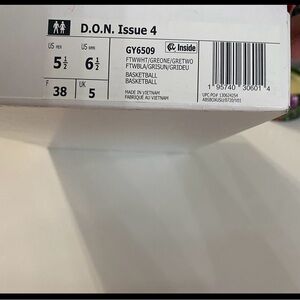 D.O.N. Issue 4
US MEN US WMN
5½ 6½
F UK
38 5
GY6509
Inside
FTWWHT/GREONE/GRETWO
FTWBLA/GRISUN/GRIDEU
BASKETBALL
BASKETBALL
MADE IN VIETNAM
FABRIQUÉ AU VIETNAM
1 95740 30601 4